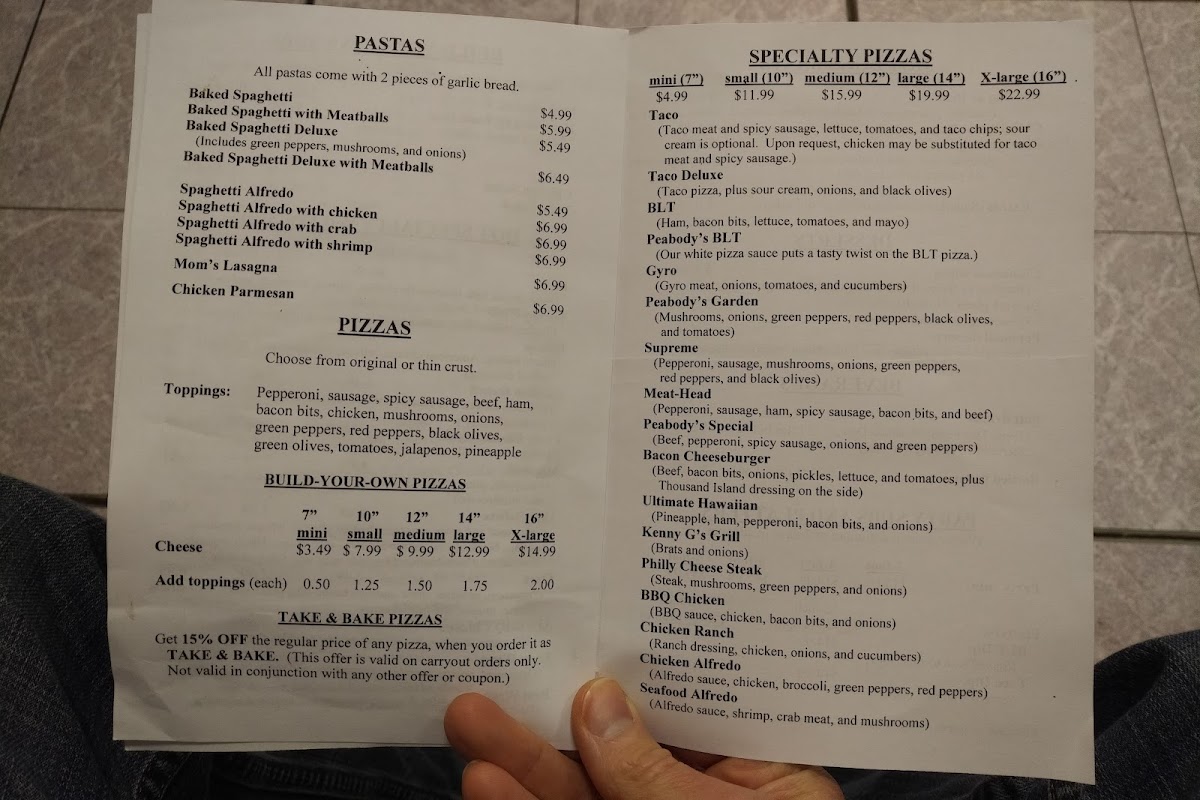 PASTAS
All pastas come with 2 pieces of garlic bread.
Baked Spaghetti $4.99
Baked Spaghetti with Meatballs $5.99
Baked Spaghetti Deluxe $5.49
(Includes green peppers, mushrooms, and onions)
Baked Spaghetti Deluxe with Meatballs $6.49
Spaghetti Alfredo $5.49
Spaghetti Alfredo with chicken $6.99
Spaghetti Alfredo with crab $6.99
Spaghetti Alfredo with shrimp $6.99
Mom's Lasagna $6.99
Chicken Parmesan $6.99
PIZZAS
Choose from original or thin crust.
Toppings: Pepperoni, sausage, spicy sausage, beef, ham,
bacon bits, chicken, mushrooms, onions,
green peppers, red peppers, black olives,
green olives, tomatoes, jalapenos, pineapple
BUILD-YOUR-OWN PIZZAS
7" 10" 12" 14" 16"
mini small medium large X-large
Cheese $3.49 $ 7.99 $ 9.99 $12.99 $14.99
Add toppings (each) 0.50 1.25 1.50 1.75 2.00
TAKE & BAKE PIZZAS
Get 15% OFF the regular price of any pizza, when you order it as
TAKE & BAKE. (This offer is valid on carryout orders only.
Not valid in conjunction with any other offer or coupon.)
SPECIALTY PIZZAS
mini (7") small (10") medium (12") large (14") X-large (16")
$4.99 $11.99 $15.99 $19.99 $22.99
Taco
(Taco meat and spicy sausage, lettuce, tomatoes, and taco chips; sour
cream is optional. Upon request, chicken may be substituted for taco
meat and spicy sausage.)
Taco Deluxe
(Taco pizza, plus sour cream, onions, and black olives)
BLT
(Ham, bacon bits, lettuce, tomatoes, and mayo)
Peabody's BLT
(Our white pizza sauce puts a tasty twist on the BLT pizza.)
Gyro
(Gyro meat, onions, tomatoes, and cucumbers)
Peabody's Garden
(Mushrooms, onions, green peppers, red peppers, black olives,
and tomatoes)
Supreme
(Pepperoni, sausage, mushrooms, onions, green peppers,
red peppers, and black olives)
Meat-Head
(Pepperoni, sausage, ham, spicy sausage, bacon bits, and beef)
Peabody's Special
(Beef, pepperoni, spicy sausage, onions, and green peppers)
Bacon Cheeseburger
(Beef, bacon bits, onions, pickles, lettuce, and tomatoes, plus
Thousand Island dressing on the side)
Ultimate Hawaiian
(Pineapple, ham, pepperoni, bacon bits, and onions)
Kenny G's Grill
(Brats and onions)
Philly Cheese Steak
(Steak, mushrooms, green peppers, and onions)
BBQ Chicken
(BBQ sauce, chicken, bacon bits, and onions)
Chicken Ranch
(Ranch dressing, chicken, onions, and cucumbers)
Chicken Alfredo
(Alfredo sauce, chicken, broccoli, green peppers, red peppers)
Seafood Alfredo
(Alfredo sauce, shrimp, crab meat, and mushrooms)